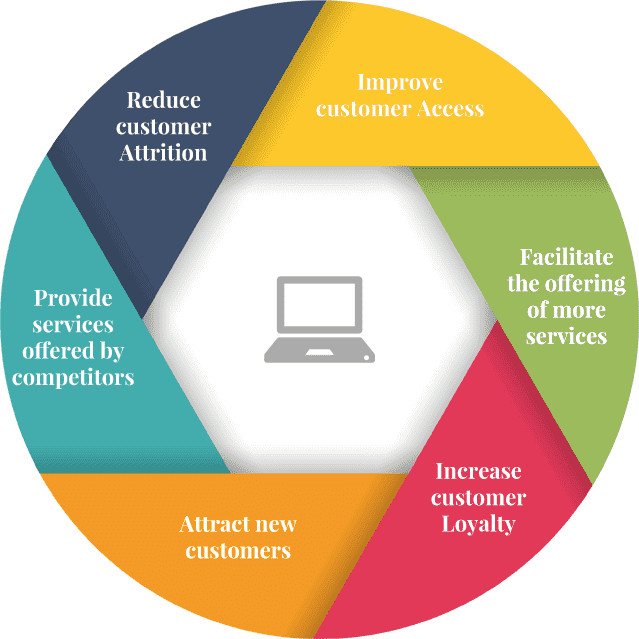 Improve
customer Access
Facilitate
the offering
of more
services
Increase
customer
Loyalty
Attract new
customers
Provide
services
offered by
competitors
Reduce
customer
Attrition